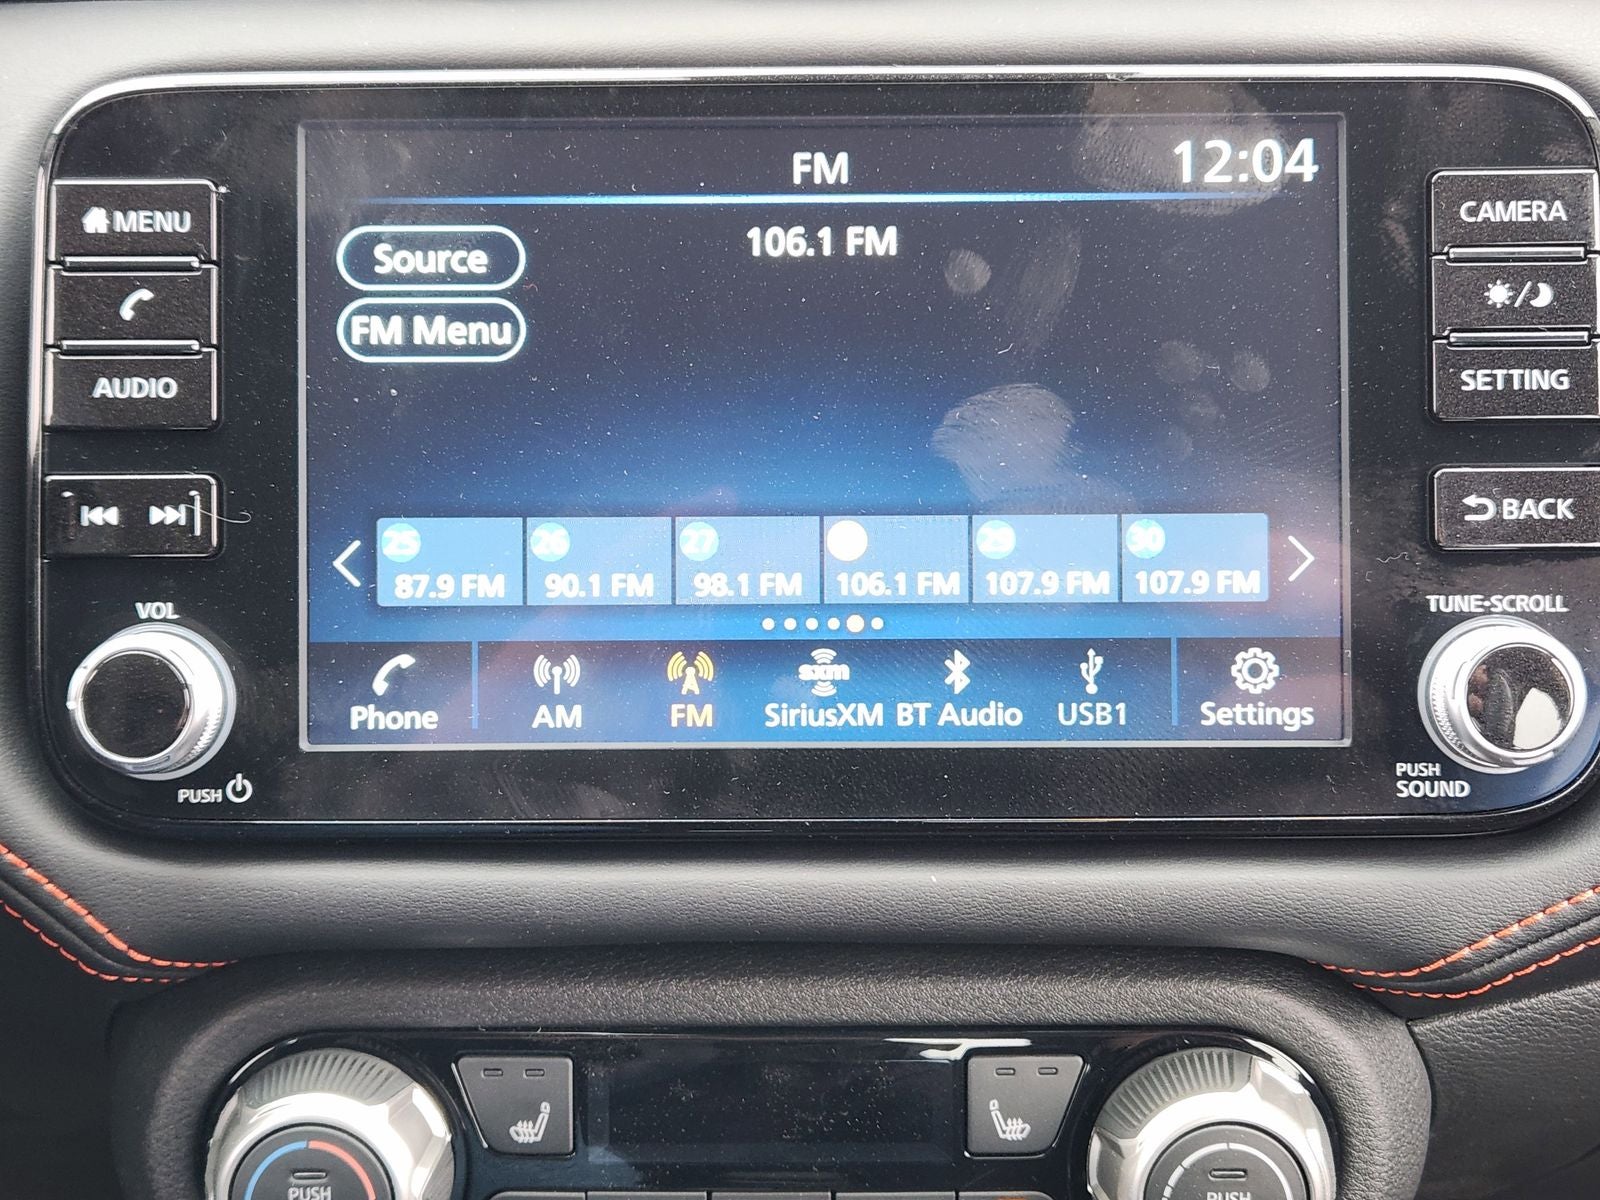 FM
12:04
MENU
AUDIO
VOL
PUSH
Source
FM Menu
106.1 FM
25
87.9 FM
26
90.1 FM
27
98.1 FM
106.1 FM
29
107.9 FM
30
107.9 FM
Phone
AM
FM
sxm
SiriusXM
BT Audio
USB1
Settings
CAMERA
SETTING
BACK
TUNE·SCROLL
PUSH
SOUND
PUSH
PUSH